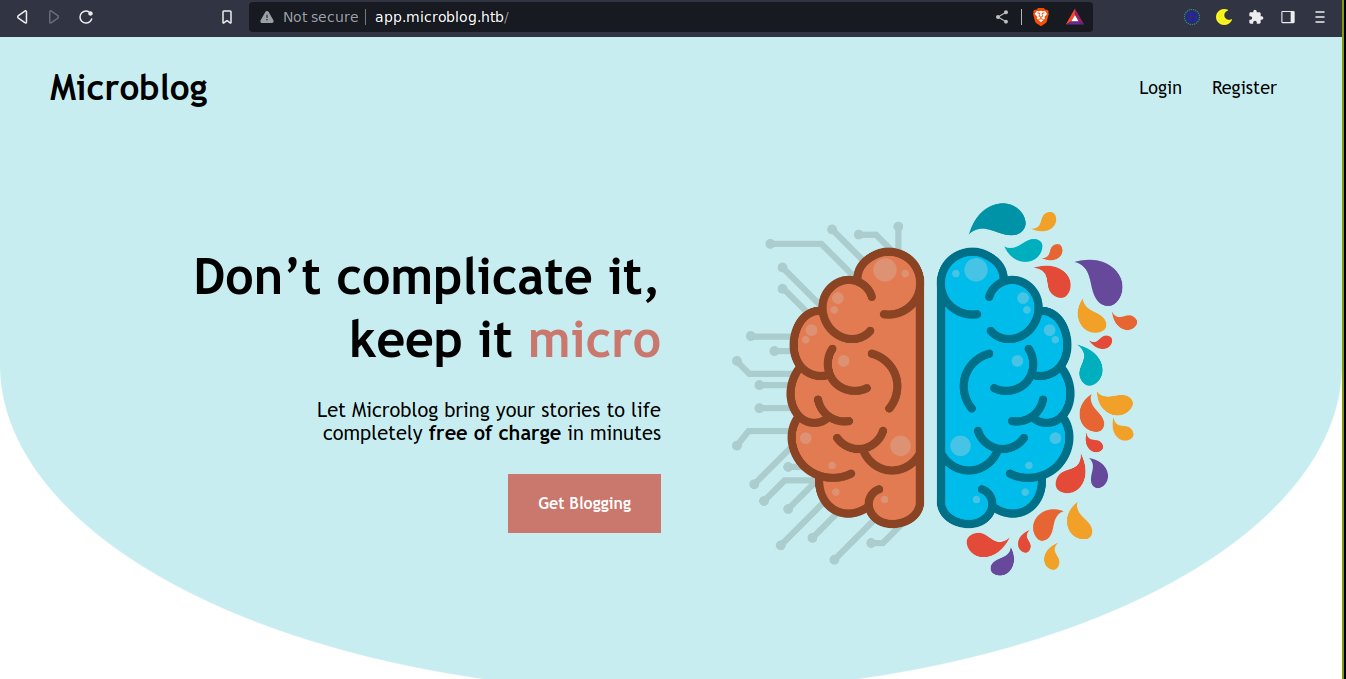 Not secure app.microblog.htb/
Microblog
Login Register
Don’t complicate it,
keep it micro
Let Microblog bring your stories to life
completely free of charge in minutes
Get Blogging